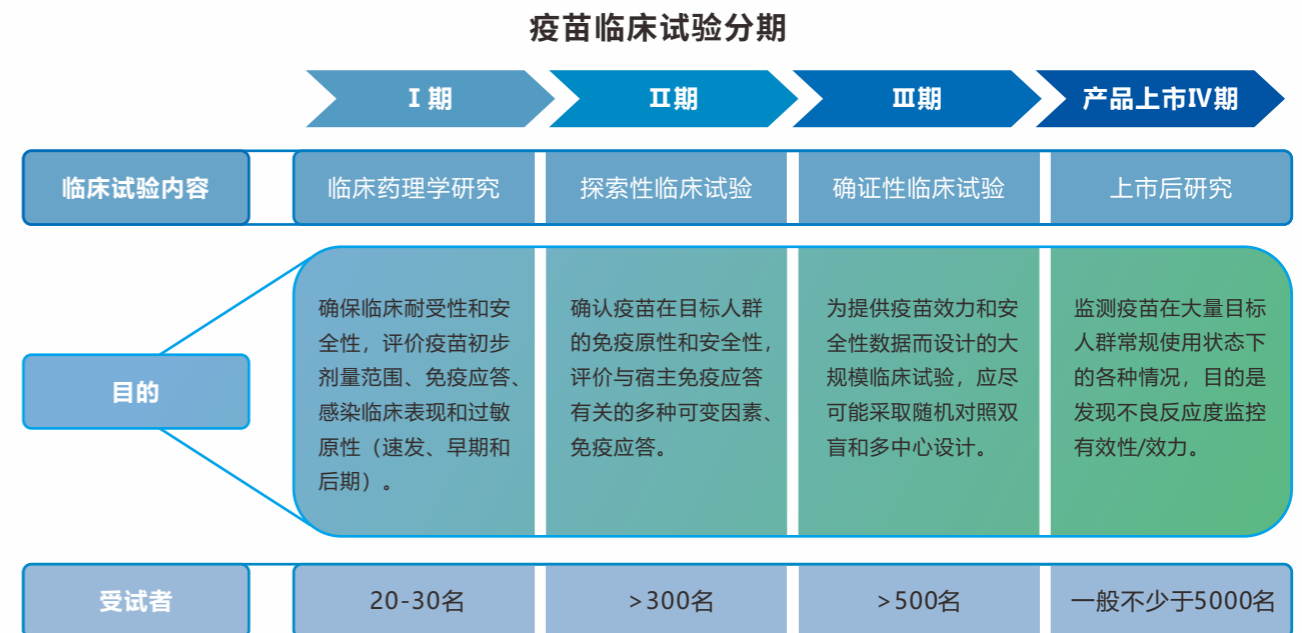 疫苗临床试验分期
Ⅰ期
Ⅱ期
Ⅲ期
产品上市Ⅳ期
临床试验内容
临床药理学研究
探索性临床试验
确证性临床试验
上市后研究
目的
确保临床耐受性和安
全性，评价疫苗初步
剂量范围、免疫应答、
感染临床表现和过敏
原性（速发、早期和
后期）。
确认疫苗在目标人群
的免疫原性和安全性，
评价与宿主免疫应答
有关的多种可变因素、
免疫应答。
为提供疫苗效力和安
全性数据而设计的大
规模临床试验，应尽
可能采取随机对照双
盲和多中心设计。
监测疫苗在大量目标
人群常规使用状态下
的各种情况，目的是
发现不良反应度监控
有效性/效力。
受试者
20-30名
>300名
>500名
一般不少于5000名